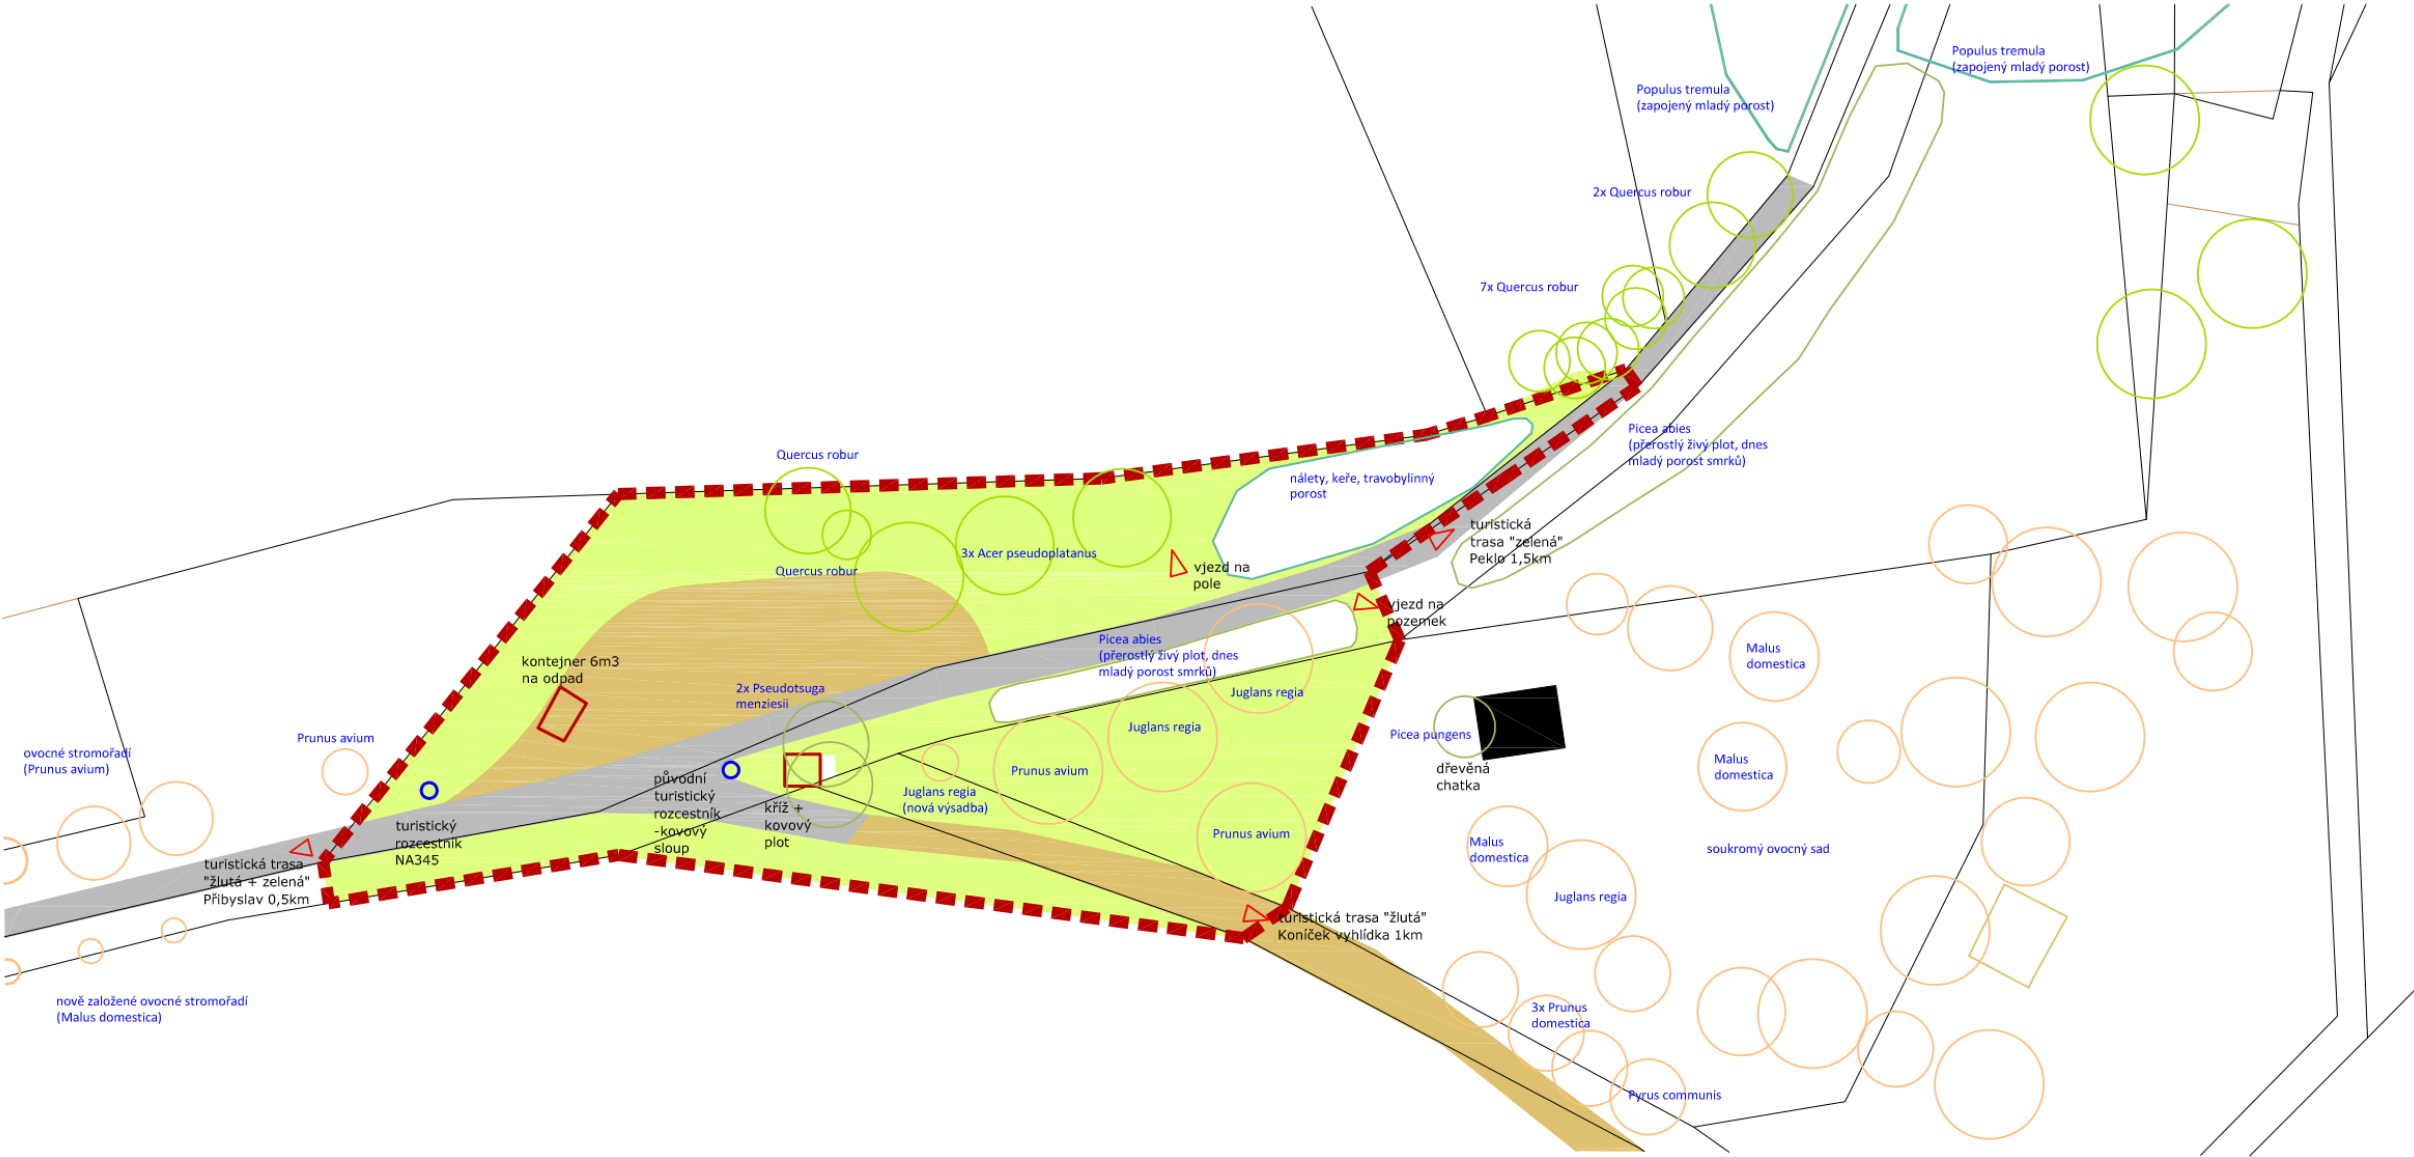 Populus tremula
(zapojený mladý porost)
Populus tremula
(zapojený mladý porost)
2x Quercus robur
7x Quercus robur
Picea abies
(přerostlý živý plot, dnes
mladý porost smrků)
Quercus robur
nálety, keře, travobylinný
porost
turistická
trasa "zelená"
Peklo 1,5km
3x Acer pseudoplatanus
Quercus robur
vjezd na
pole
vjezd na
pozemek
Picea abies
(přerostlý živý plot, dnes
mladý porost smrků)
kontejner 6m3
na odpad
2x Pseudotsuga
menziesii
Juglans regia
Malus
domestica
Juglans regia
Picea pungens
Prunus avium
ovocné stromořadí
(Prunus avium)
Malus
domestica
dřevěná
chatka
Prunus avium
původní
turistický
rozcestník
-kovový
sloup
Juglans regia
(nová výsadba)
kříž +
kovový
plot
turistický
rozcestník
NA345
Prunus avium
Malus
domestica
soukromý ovocný sad
turistická trasa
"žlutá + zelená"
Přibyslav 0,5km
Juglans regia
turistická trasa "žlutá"
Koníček vyhlídka 1km
nově založené ovocné stromořadí
(Malus domestica)
3x Prunus
domestica
Pyrus communis